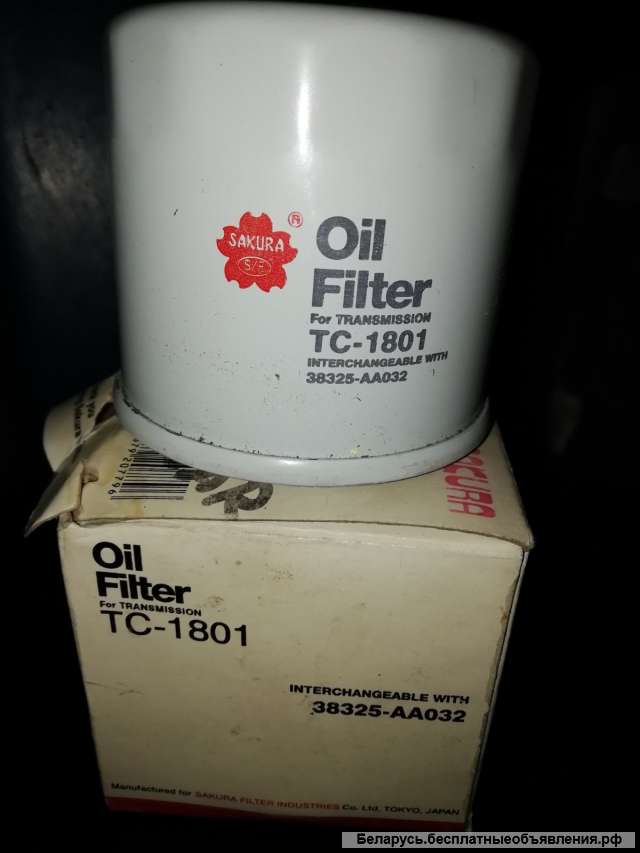 SAKURA
®
Oil
Filter
For TRANSMISSION
TC-1801
INTERCHANGEABLE WITH
38325-AA032
SAKURA
Oil
Filter
For TRANSMISSION
TC-1801
INTERCHANGEABLE WITH
38325-AA032
Manufactured for SAKURA FILTER INDUSTRIES Co. Ltd, TOKYO, JAPAN
Беларусь.бесплатныеобъявления.рф